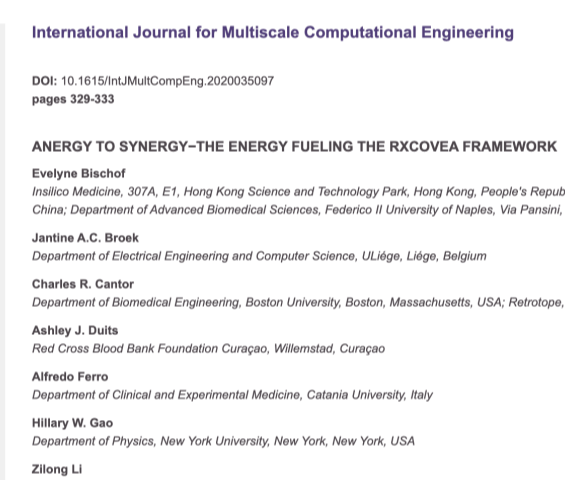 International Journal for Multiscale Computational Engineering
DOI: 10.1615/IntJMultCompEng.2020035097
pages 329-333
ANERGY TO SYNERGY−THE ENERGY FUELING THE RXCOVEA FRAMEWORK
Evelyne Bischof
Insilico Medicine, 307A, E1, Hong Kong Science and Technology Park, Hong Kong, People's Repub
China; Department of Advanced Biomedical Sciences, Federico II University of Naples, Via Pansini,
Jantine A.C. Broek
Department of Electrical Engineering and Computer Science, ULiége, Liége, Belgium
Charles R. Cantor
Department of Biomedical Engineering, Boston University, Boston, Massachusetts, USA; Retrotope,
Ashley J. Duits
Red Cross Blood Bank Foundation Curaçao, Willemstad, Curaçao
Alfredo Ferro
Department of Clinical and Experimental Medicine, Catania University, Italy
Hillary W. Gao
Department of Physics, New York University, New York, New York, USA
Zilong Li